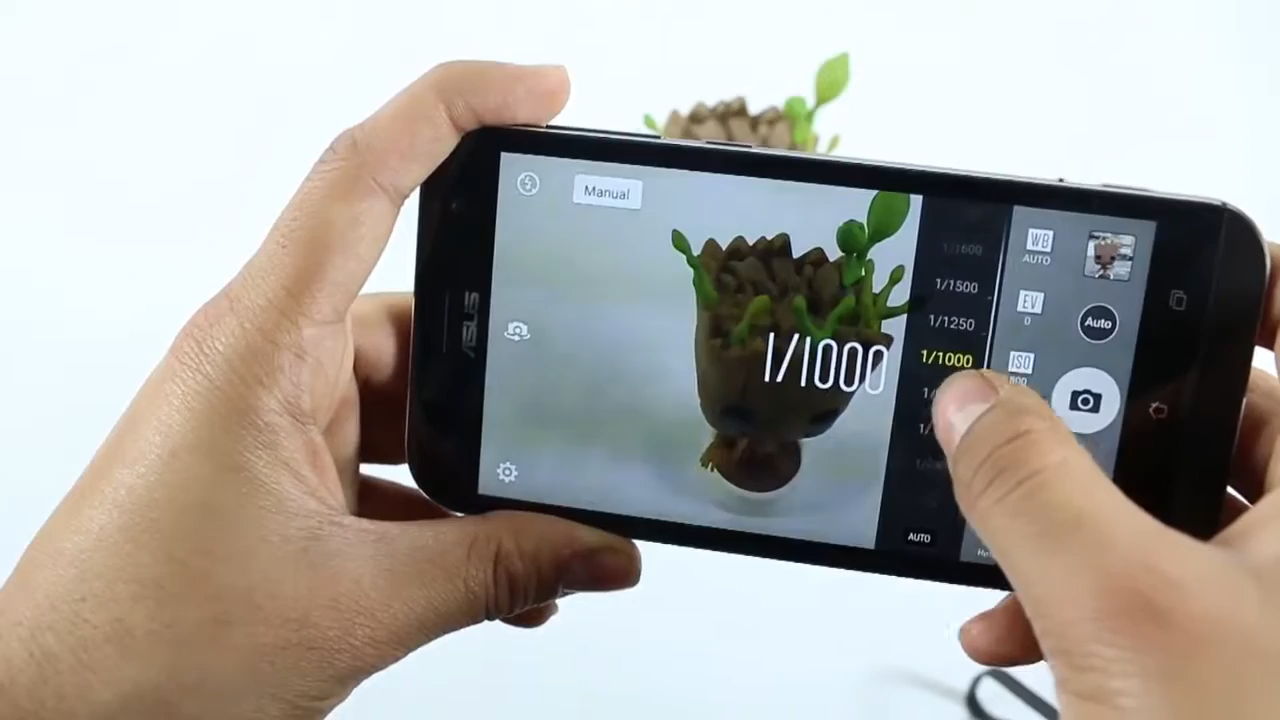 Manual
ASUS
1/1000
1/1600
1/1500
1/1250
1/1000
AUTO
WB
AUTO
EV
0
ISO
800
Auto